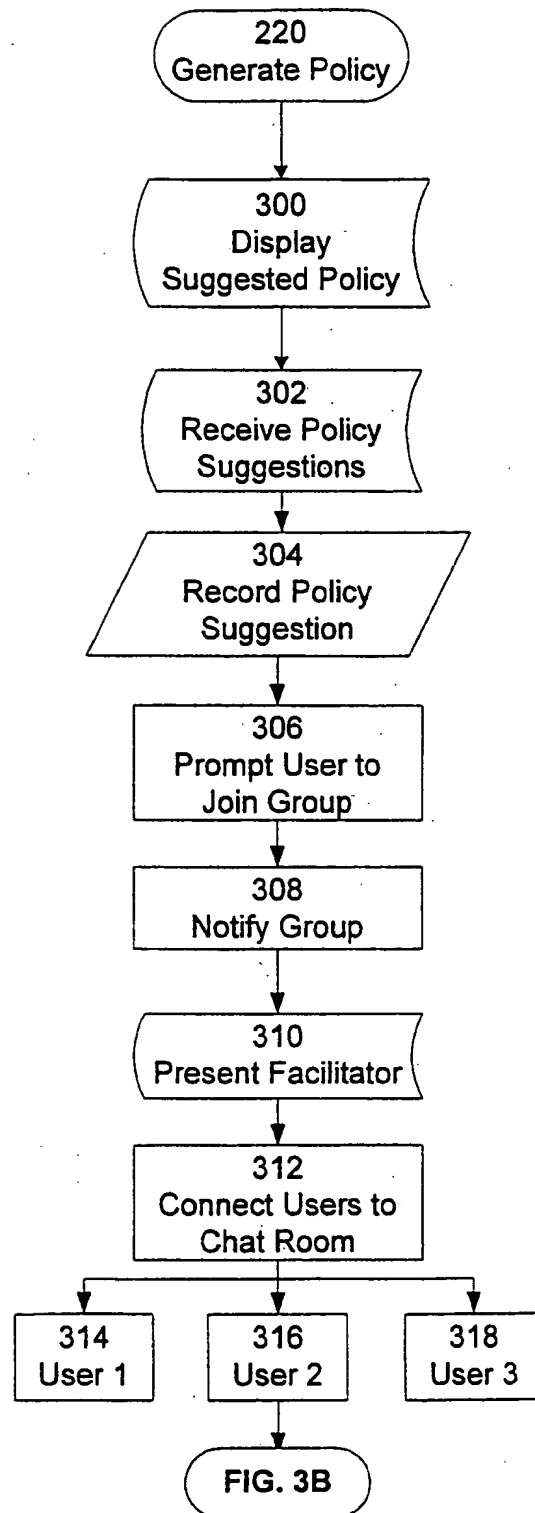 220
Generate Policy
300
Display
Suggested Policy
302
Receive Policy
Suggestions
304
Record Policy
Suggestion
306
Prompt User to
Join Group
308
Notify Group
310
Present Facilitator
312
Connect Users to
Chat Room
314
User 1
316
User 2
318
User 3
FIG. 3B